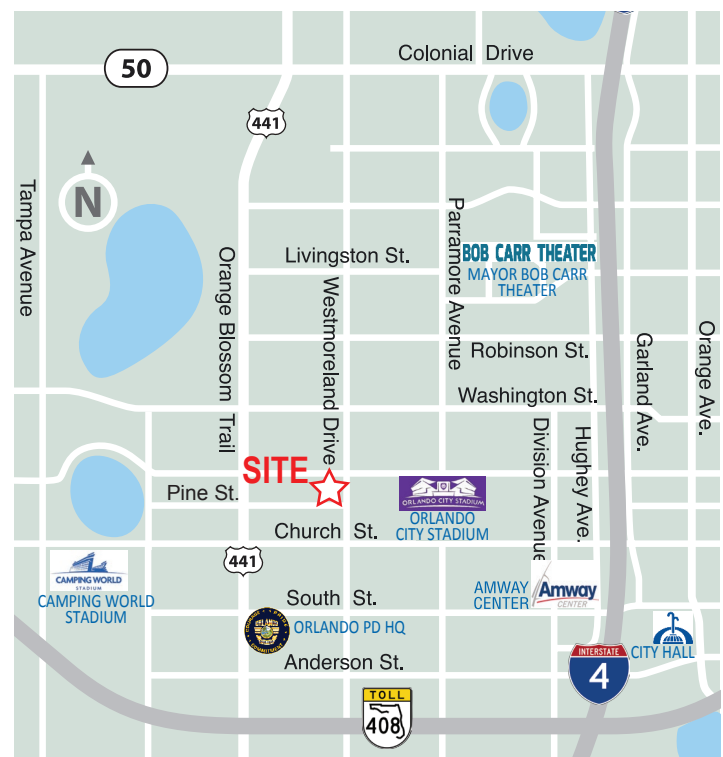 Colonial Drive
50
441
N
Tampa Avenue
Orange Blossom Trail
Westmoreland Drive
Parramore Avenue
Livingston St.
BOB CARR THEATER
MAYOR BOB CARR
THEATER
Robinson St.
Garland Ave.
Orange Ave.
Washington St.
Division Avenue
Hughey Ave.
SITE
Pine St.
ORLANDO CITY STADIUM
ORLANDO
CITY STADIUM
Church St.
441
CAMPING WORLD
STADIUM
CAMPING WORLD
STADIUM
AMWAY
CENTER
Amway
CENTER
South St.
COURAGE PRIDE
COMMITMENT
ORLANDO PD HQ
CITY HALL
Anderson St.
INTERSTATE
4
TOLL
408